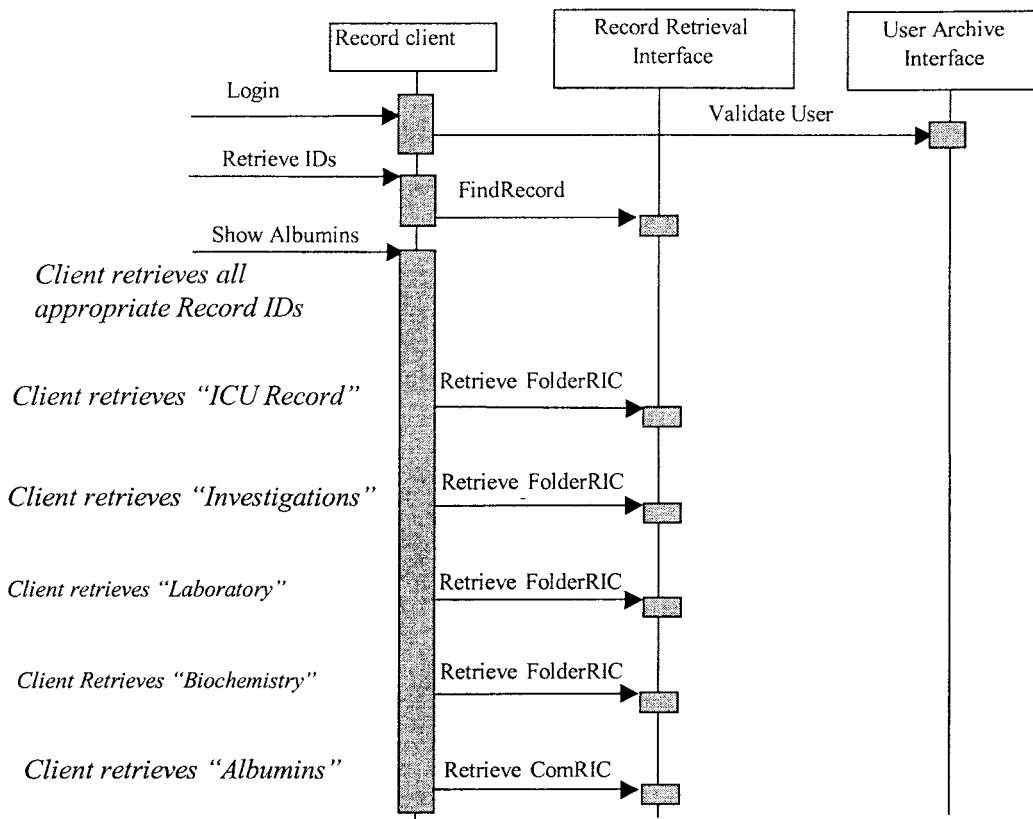 Record client
Record Retrieval
Interface
User Archive
Interface
Login
Validate User
Retrieve IDs
FindRecord
Show Albumins
Client retrieves all
appropriate Record IDs
Retrieve FolderRIC
Client retrieves “ICU Record”
Retrieve FolderRIC
Client retrieves “Investigations”
Retrieve FolderRIC
Client retrieves “Laboratory”
Retrieve FolderRIC
Client Retrieves “Biochemistry”
Client retrieves “Albumins”
Retrieve ComRIC